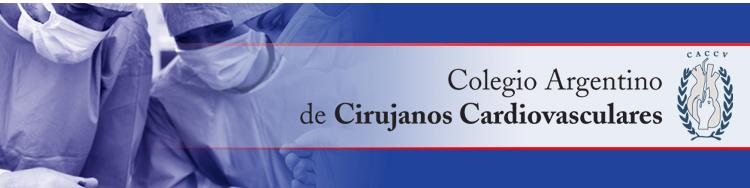 CACCV
Colegio Argentino
de Cirujanos Cardiovasculares